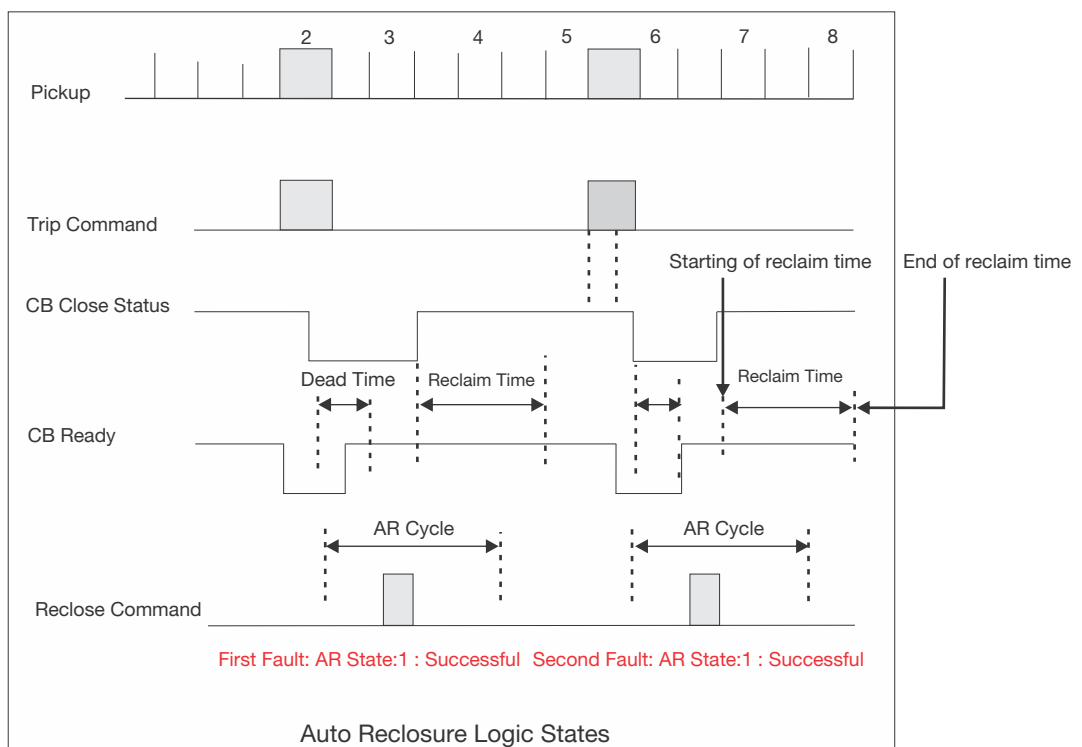 2 3 4 5 6 7 8
Pickup
Trip Command
Starting of reclaim time
End of reclaim time
CB Close Status
Dead Time
Reclaim Time
Reclaim Time
CB Ready
AR Cycle
AR Cycle
Reclose Command
First Fault: AR State:1 : Successful
Second Fault: AR State:1 : Successful
Auto Reclosure Logic States